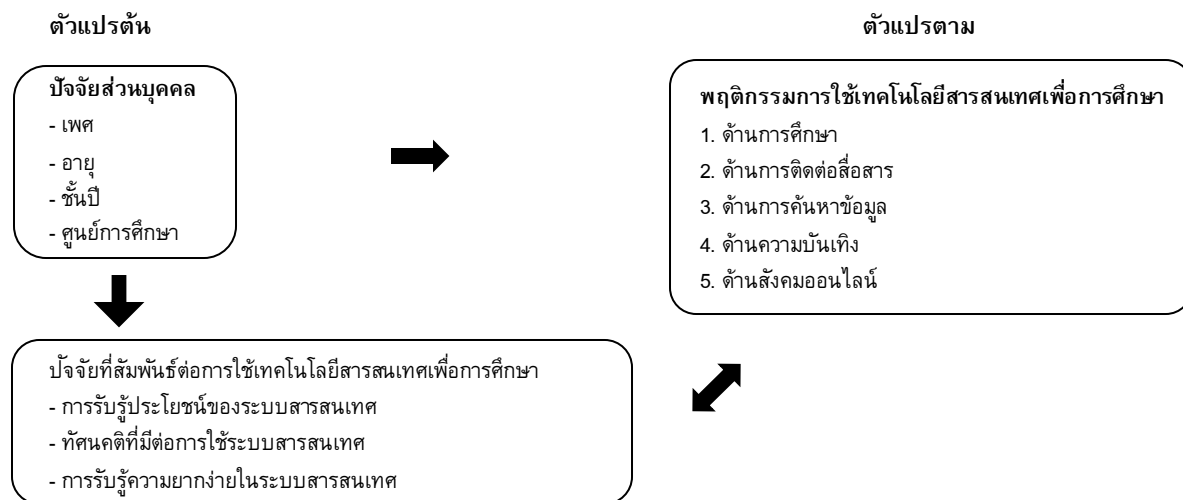 ตัวแปรต้น
ตัวแปรตาม
ปัจจัยส่วนบุคคล
- เพศ
- อายุ
- ชั้นปี
- ศูนย์การศึกษา
พฤติกรรมการใช้เทคโนโลยีสารสนเทศเพื่อการศึกษา
1. ด้านการศึกษา
2. ด้านการติดต่อสื่อสาร
3. ด้านการค้นหาข้อมูล
4. ด้านความบันเทิง
5. ด้านสังคมออนไลน์
ปัจจัยที่สัมพันธ์ต่อการใช้เทคโนโลยีสารสนเทศเพื่อการศึกษา
- การรับรู้ประโยชน์ของระบบสารสนเทศ
- ทัศนคติที่มีต่อการใช้ระบบสารสนเทศ
- การรับรู้ความยากง่ายในระบบสารสนเทศ